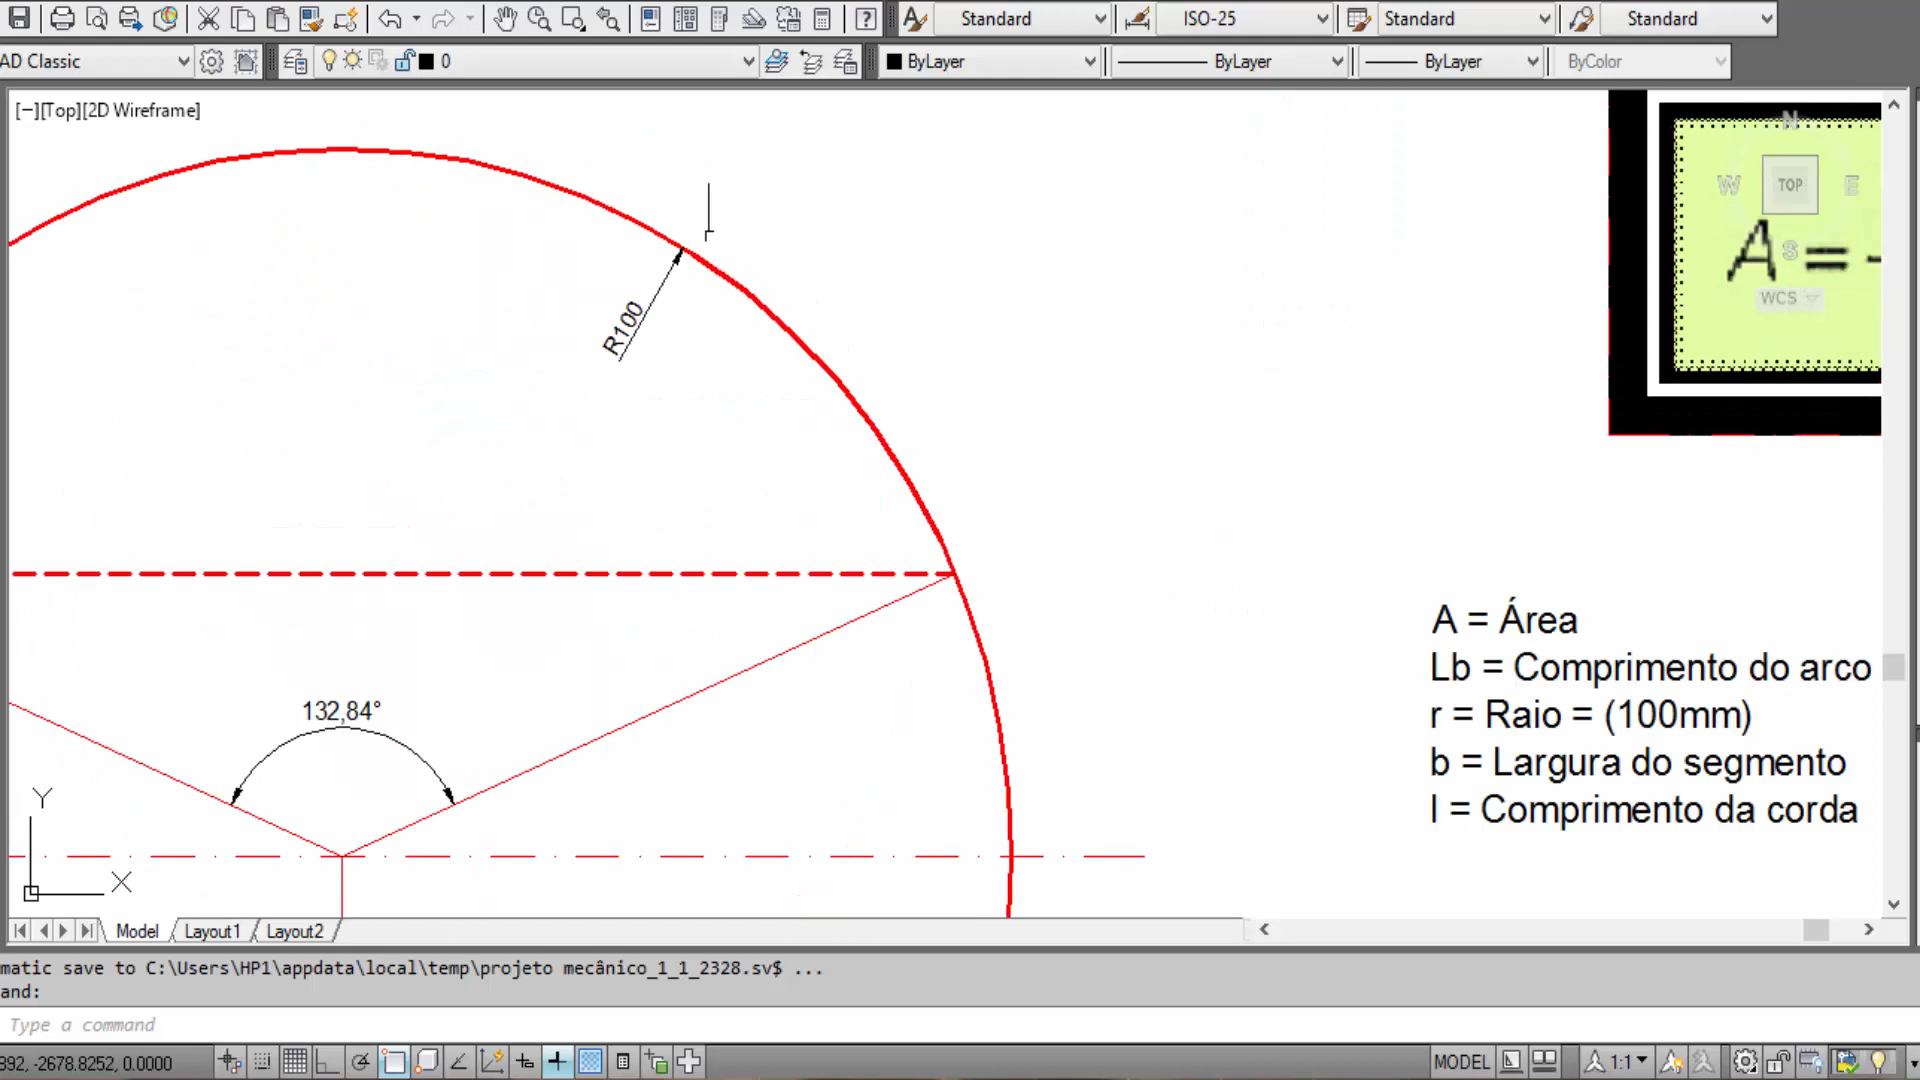 Standard
ISO-25
Standard
Standard
AD Classic
0
ByLayer
ByLayer
ByLayer
ByColor
[−][Top][2D Wireframe]
N
W
TOP
E
A = -
S
WCS
R100
132,84°
A = Área
Lb = Comprimento do arco
r = Raio = (100mm)
b = Largura do segmento
l = Comprimento da corda
Y
X
Model
Layout1
Layout2
matic save to C:\Users\HP1\appdata\local\temp\projeto mecânico_1_1_2328.sv$ ...
and:
Type a command
892, -2678.8252, 0.0000
MODEL
1:1